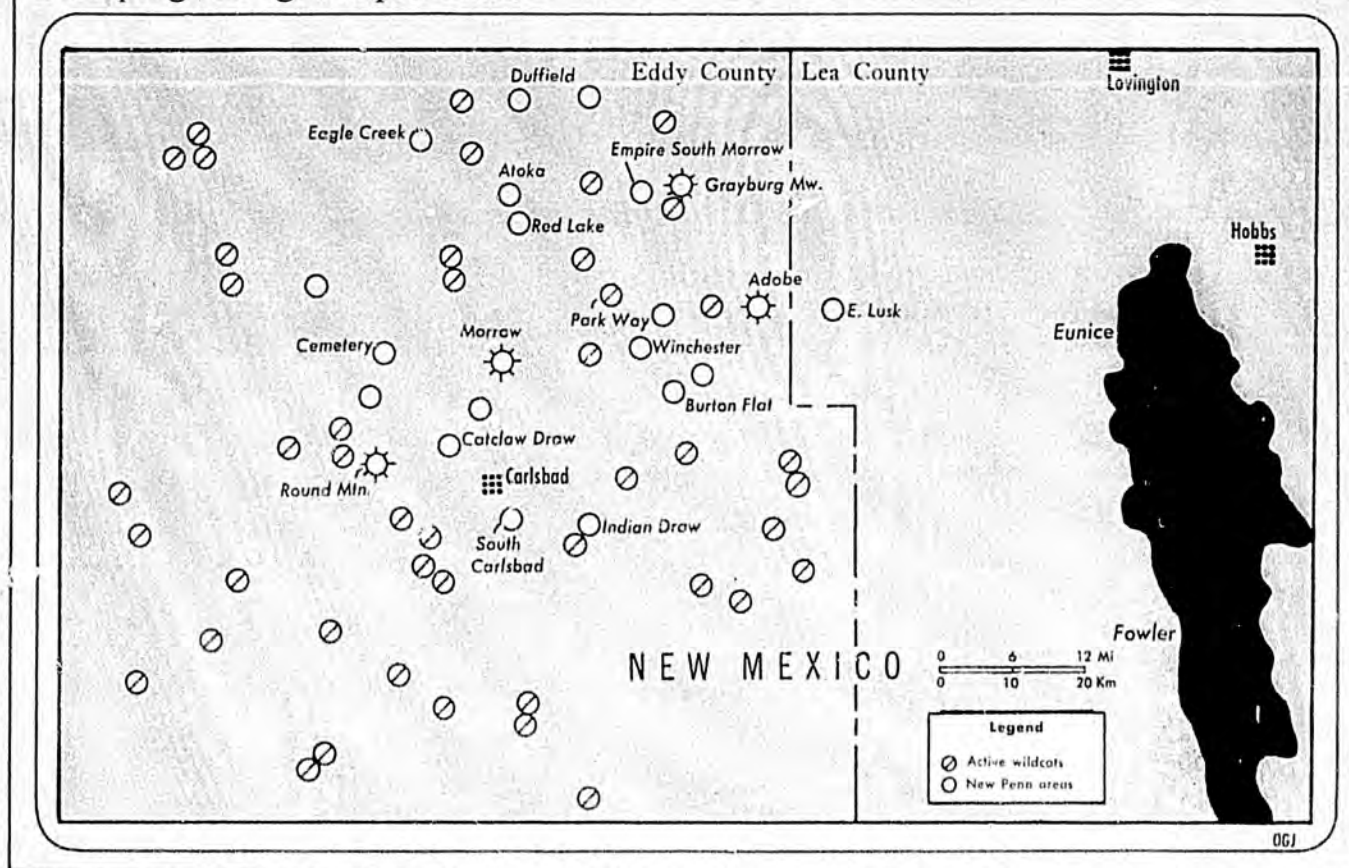 Duffield
Eddy County
Lea County
Lovington
Eagle Creek
Empire South Morrow
Atoka
Grayburg Mw.
Red Lake
Hobbs
Adobe
Park Way
E. Lusk
Eunice
Morrow
Cemetery
Winchester
Burton Flat
Catclaw Draw
Carlsbad
Round Mtn.
South
Carlsbad
Indian Draw
Fowler
NEW MEXICO
0 6 12 Mi
0 10 20 Km
Legend
Active wildcats
New Penn areas
OGJ